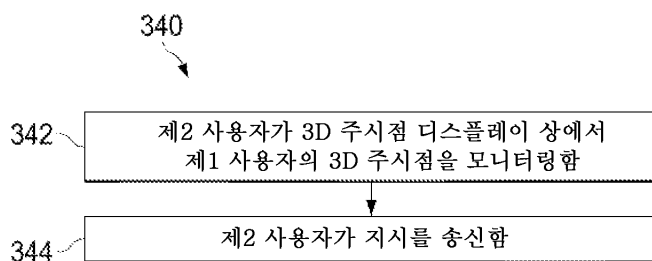 340
342
제2 사용자가 3D 주시점 디스플레이 상에서
제1 사용자의 3D 주시점을 모니터링함
344
제2 사용자가 지시를 송신함